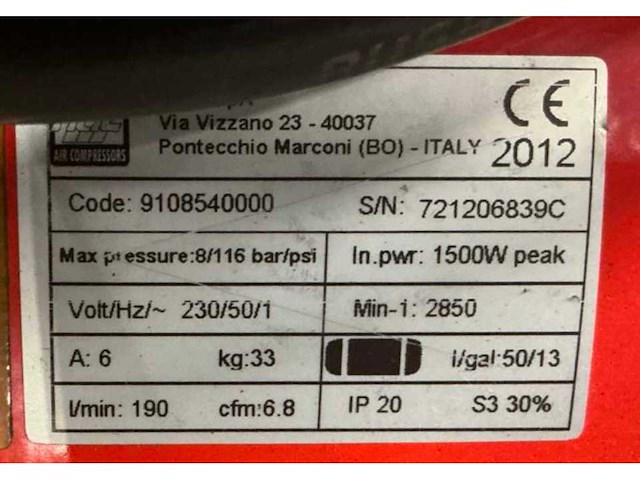 AIR COMPRESSORS
Via Vizzano 23 - 40037
Pontecchio Marconi (BO) - ITALY
CE
2012
Code: 9108540000 S/N: 721206839C
Max pressure:8/116 bar/psi In.pwr: 1500W peak
Volt/Hz/~ 230/50/1 Min-1: 2850
A: 6 kg:33 l/gal:50/13
l/min: 190 cfm:6.8 IP 20 S3 30%